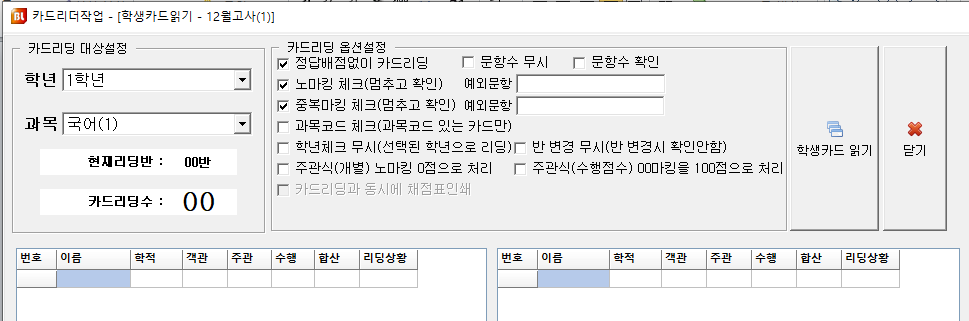 BL 카드리더작업 - [학생카드읽기 - 12월고사(1)]
카드리딩 대상설정
학년 1학년
과목 국어(1)
현재리딩반 : 00반
카드리딩수 : 00
카드리딩 옵션설정
정답배점없이 카드리딩 문항수 무시 문항수 확인
노마킹 체크(멈추고 확인) 예외문항
중복마킹 체크(멈추고 확인) 예외문항
과목코드 체크(과목코드 있는 카드만)
학년체크 무시(선택된 학년으로 리딩) 반 변경 무시(반 변경시 확인안함)
주관식(개별) 노마킹 0점으로 처리 주관식(수행점수) 00마킹을 100점으로 처리
카드리딩과 동시에 채점표인쇄
학생카드 읽기
닫기
번호 이름 학적 객관 주관 수행 합산 리딩상황
번호 이름 학적 객관 주관 수행 합산 리딩상황